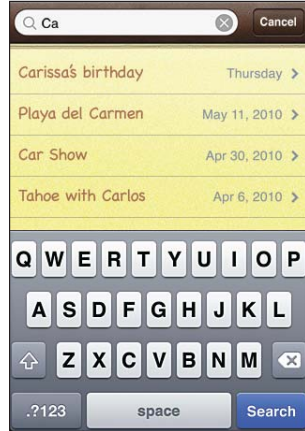 Ca Cancel
Carissa's birthday Thursday
Playa del Carmen May 11, 2010
Car Show Apr 30, 2010
Tahoe with Carlos Apr 6, 2010
Q W E R T Y U I O P
A S D F G H J K L
Z X C V B N M
.?123 space Search